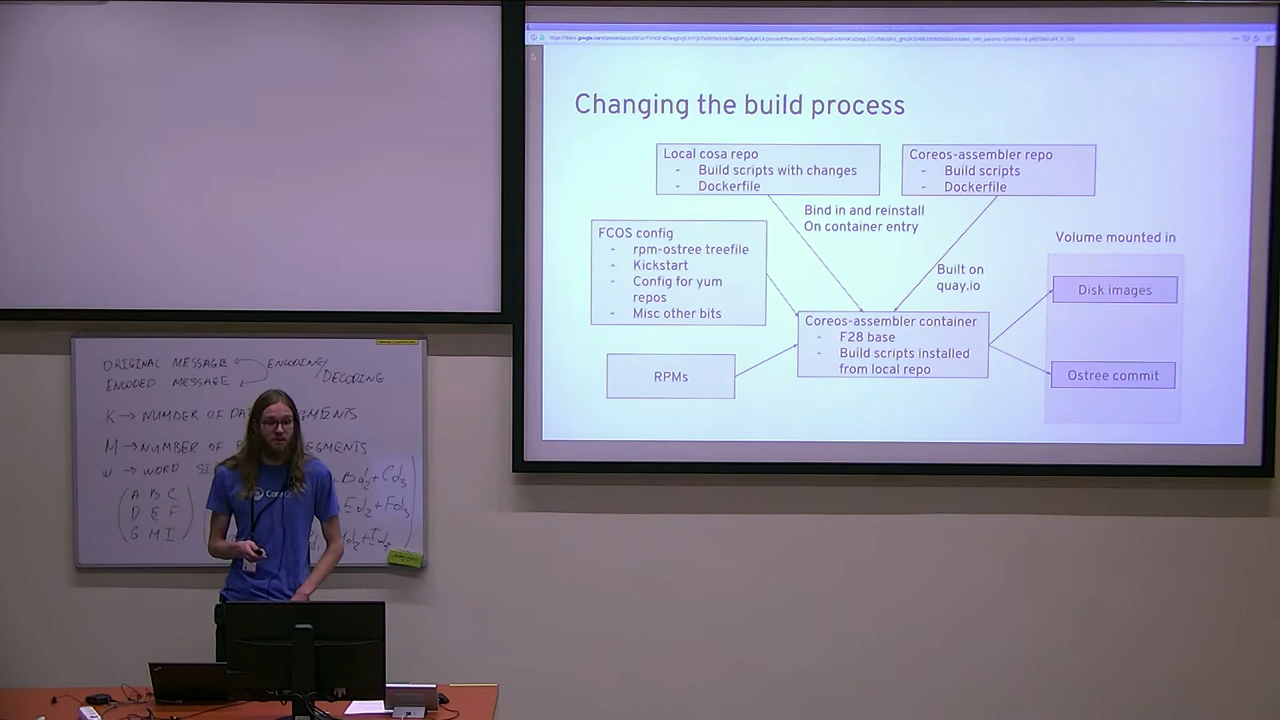 Changing the build process
Local cosa repo
- Build scripts with changes
- Dockerfile
Coreos-assembler repo
- Build scripts
- Dockerfile
Bind in and reinstall
On container entry
FCOS config
- rpm-ostree treefile
- Kickstart
- Config for yum
repos
- Misc other bits
Built on
quay.io
Volume mounted in
Disk images
Coreos-assembler container
- F28 base
- Build scripts installed
from local repo
RPMs
Ostree commit
ORIGINAL MESSAGE
ENCODING/
DECODING
ENCODED MESSAGE
K → NUMBER OF
M → NUMBER OF
W → WORD
A B C
D E F
G H I